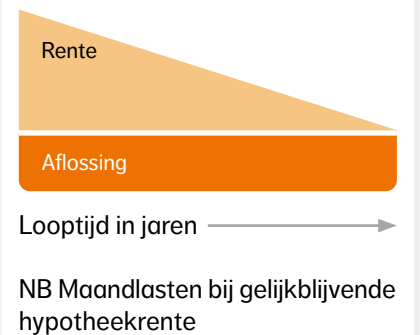 Rente
Aflossing
Looptijd in jaren
NB Maandlasten bij gelijkblijvende
hypotheekrente